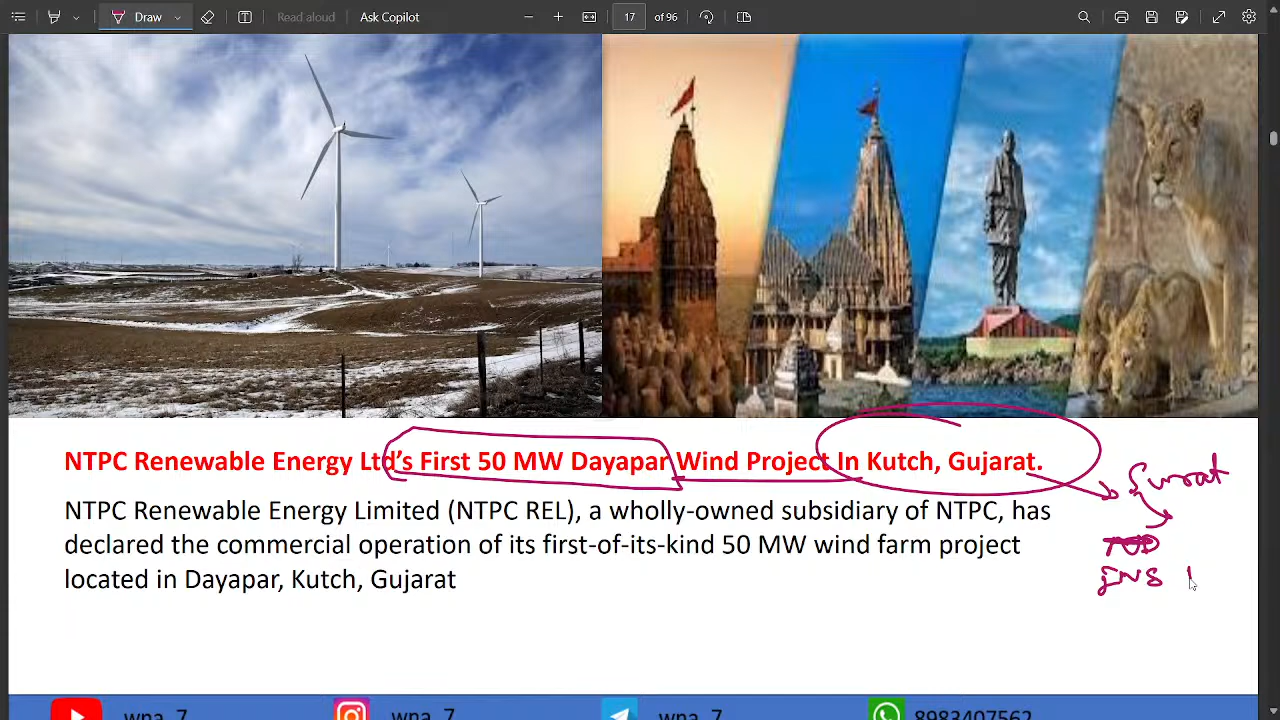 Draw
Read aloud
Ask Copilot
17 of 96
NTPC Renewable Energy Ltd's First 50 MW Dayapar Wind Project In Kutch, Gujarat.
Surat
NTPC Renewable Energy Limited (NTPC REL), a wholly-owned subsidiary of NTPC, has
declared the commercial operation of its first-of-its-kind 50 MW wind farm project
located in Dayapar, Kutch, Gujarat
INS
wna_7
wna_7
wna_7
8983407562